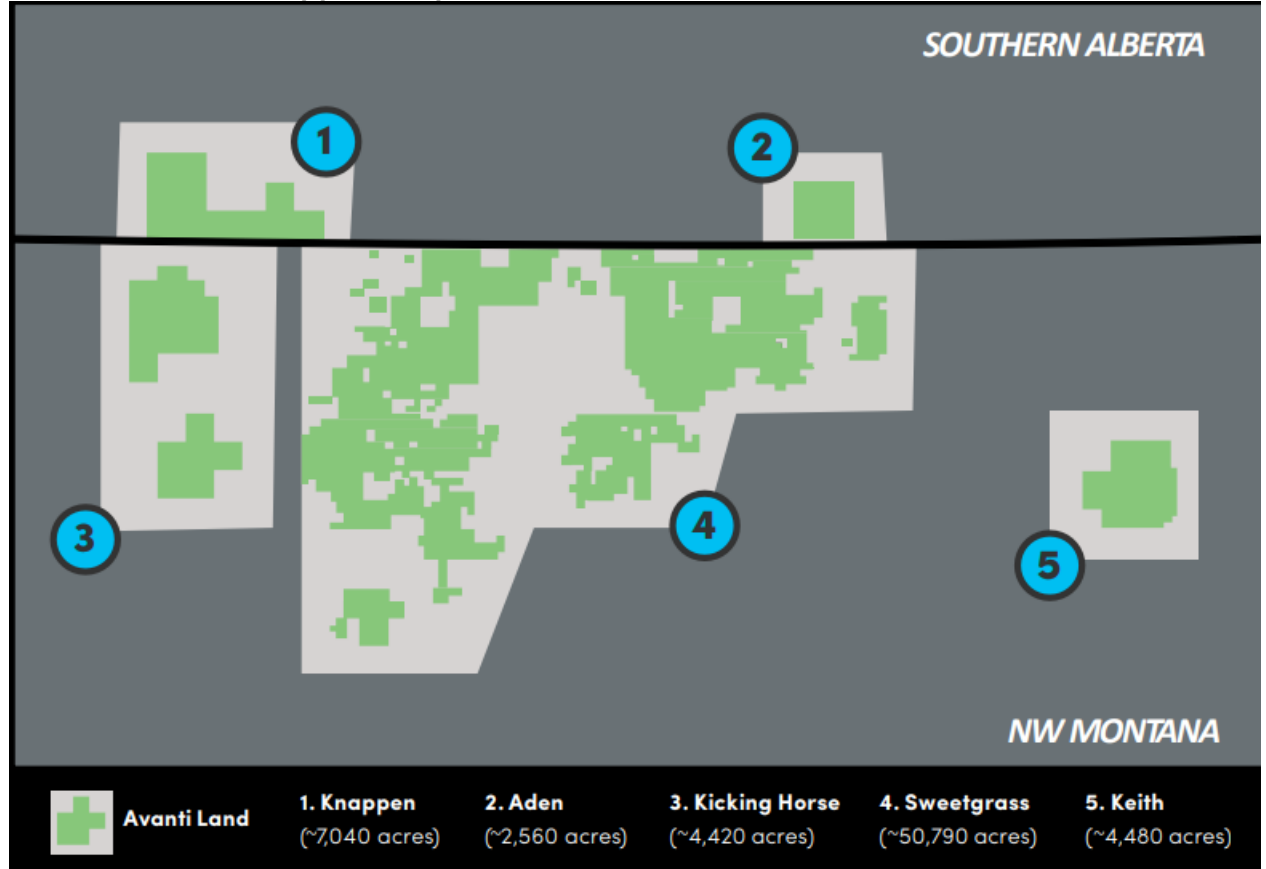 SOUTHERN ALBERTA
1
2
3
4
5
NW MONTANA
Avanti Land
1. Knappen
(~7,040 acres)
2. Aden
(~2,560 acres)
3. Kicking Horse
(~4,420 acres)
4. Sweetgrass
(~50,790 acres)
5. Keith
(~4,480 acres)